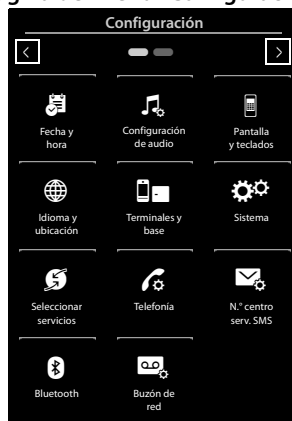 Configuración
Fecha y
hora
Configuración
de audio
Pantalla
y teclados
Idioma y
ubicación
Terminales y
base
Sistema
Seleccionar
servicios
Telefonía
N.° centro
serv. SMS
Bluetooth
Buzón de
red